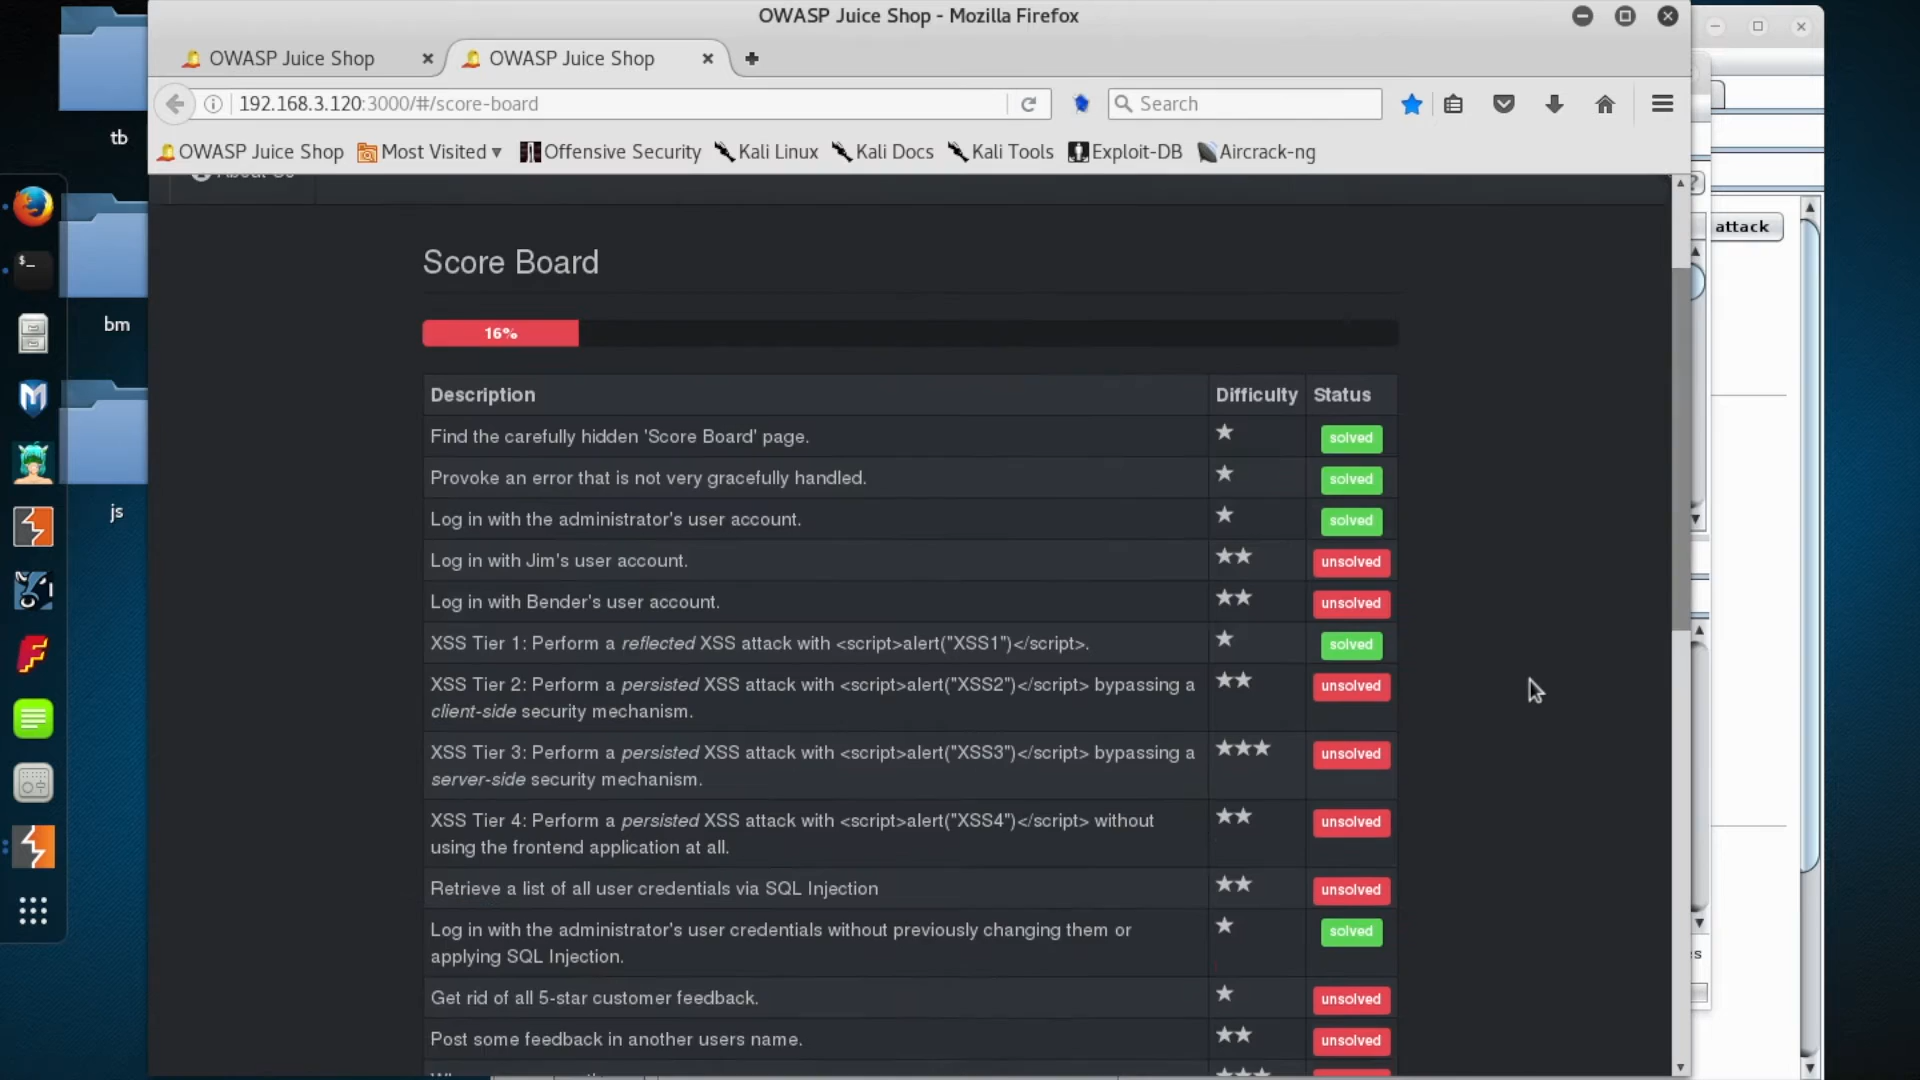 OWASP Juice Shop - Mozilla Firefox
OWASP Juice Shop
OWASP Juice Shop
192.168.3.120:3000/#/score-board
Search
OWASP Juice Shop
Most Visited
Offensive Security
Kali Linux
Kali Docs
Kali Tools
Exploit-DB
Aircrack-ng
tb
bm
js
attack
About Us
Score Board
16%
Description Difficulty Status
Find the carefully hidden 'Score Board' page. ★ solved
Provoke an error that is not very gracefully handled. ★ solved
Log in with the administrator's user account. ★ solved
Log in with Jim's user account. ★★ unsolved
Log in with Bender's user account. ★★ unsolved
XSS Tier 1: Perform a reflected XSS attack with <script>alert("XSS1")</script>. ★ solved
XSS Tier 2: Perform a persisted XSS attack with <script>alert("XSS2")</script> bypassing a ★★ unsolved
client-side security mechanism.
XSS Tier 3: Perform a persisted XSS attack with <script>alert("XSS3")</script> bypassing a ★★★ unsolved
server-side security mechanism.
XSS Tier 4: Perform a persisted XSS attack with <script>alert("XSS4")</script> without ★★ unsolved
using the frontend application at all.
Retrieve a list of all user credentials via SQL Injection ★★ unsolved
Log in with the administrator's user credentials without previously changing them or ★ solved
applying SQL Injection.
Get rid of all 5-star customer feedback. ★ unsolved
Post some feedback in another users name. ★★ unsolved